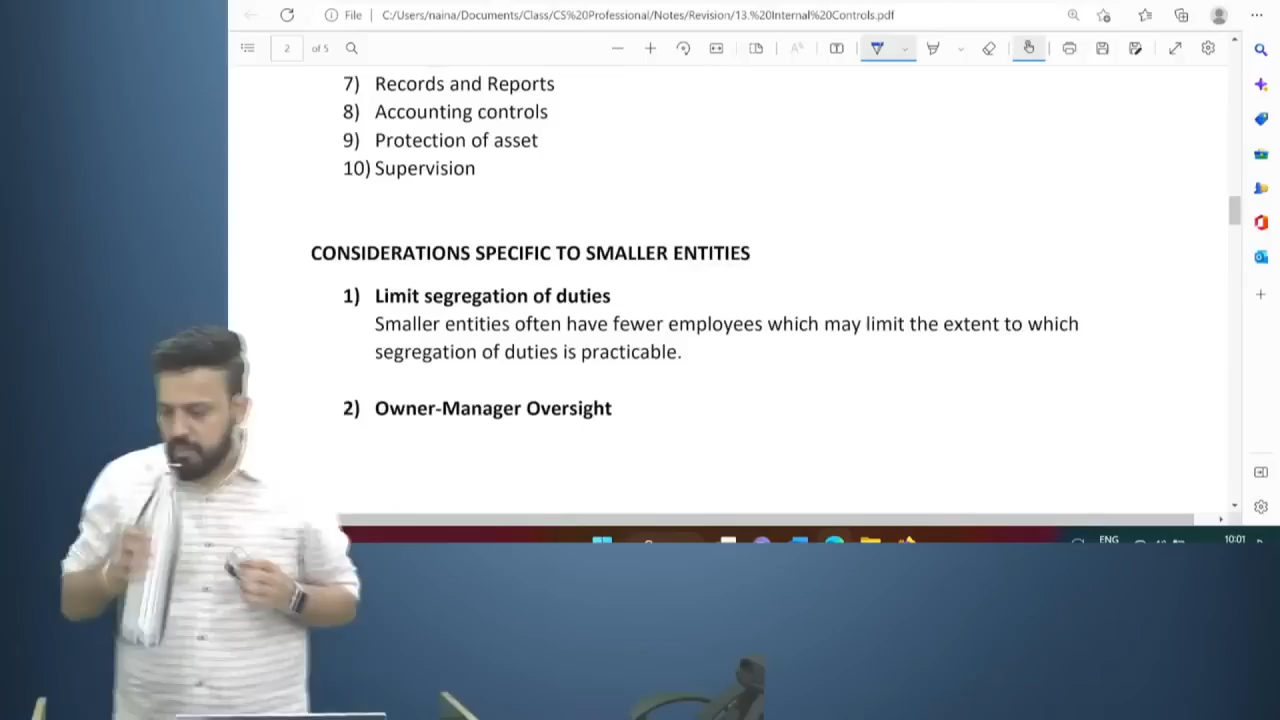 File
C:/Users/naina/Documents/Class/CS%20Professional/Notes/Revision/13.%20Internal%20Controls.pdf
2 of 5
7) Records and Reports
8) Accounting controls
9) Protection of asset
10) Supervision
CONSIDERATIONS SPECIFIC TO SMALLER ENTITIES
1) Limit segregation of duties
Smaller entities often have fewer employees which may limit the extent to which
segregation of duties is practicable.
2) Owner-Manager Oversight
ENG
10:01